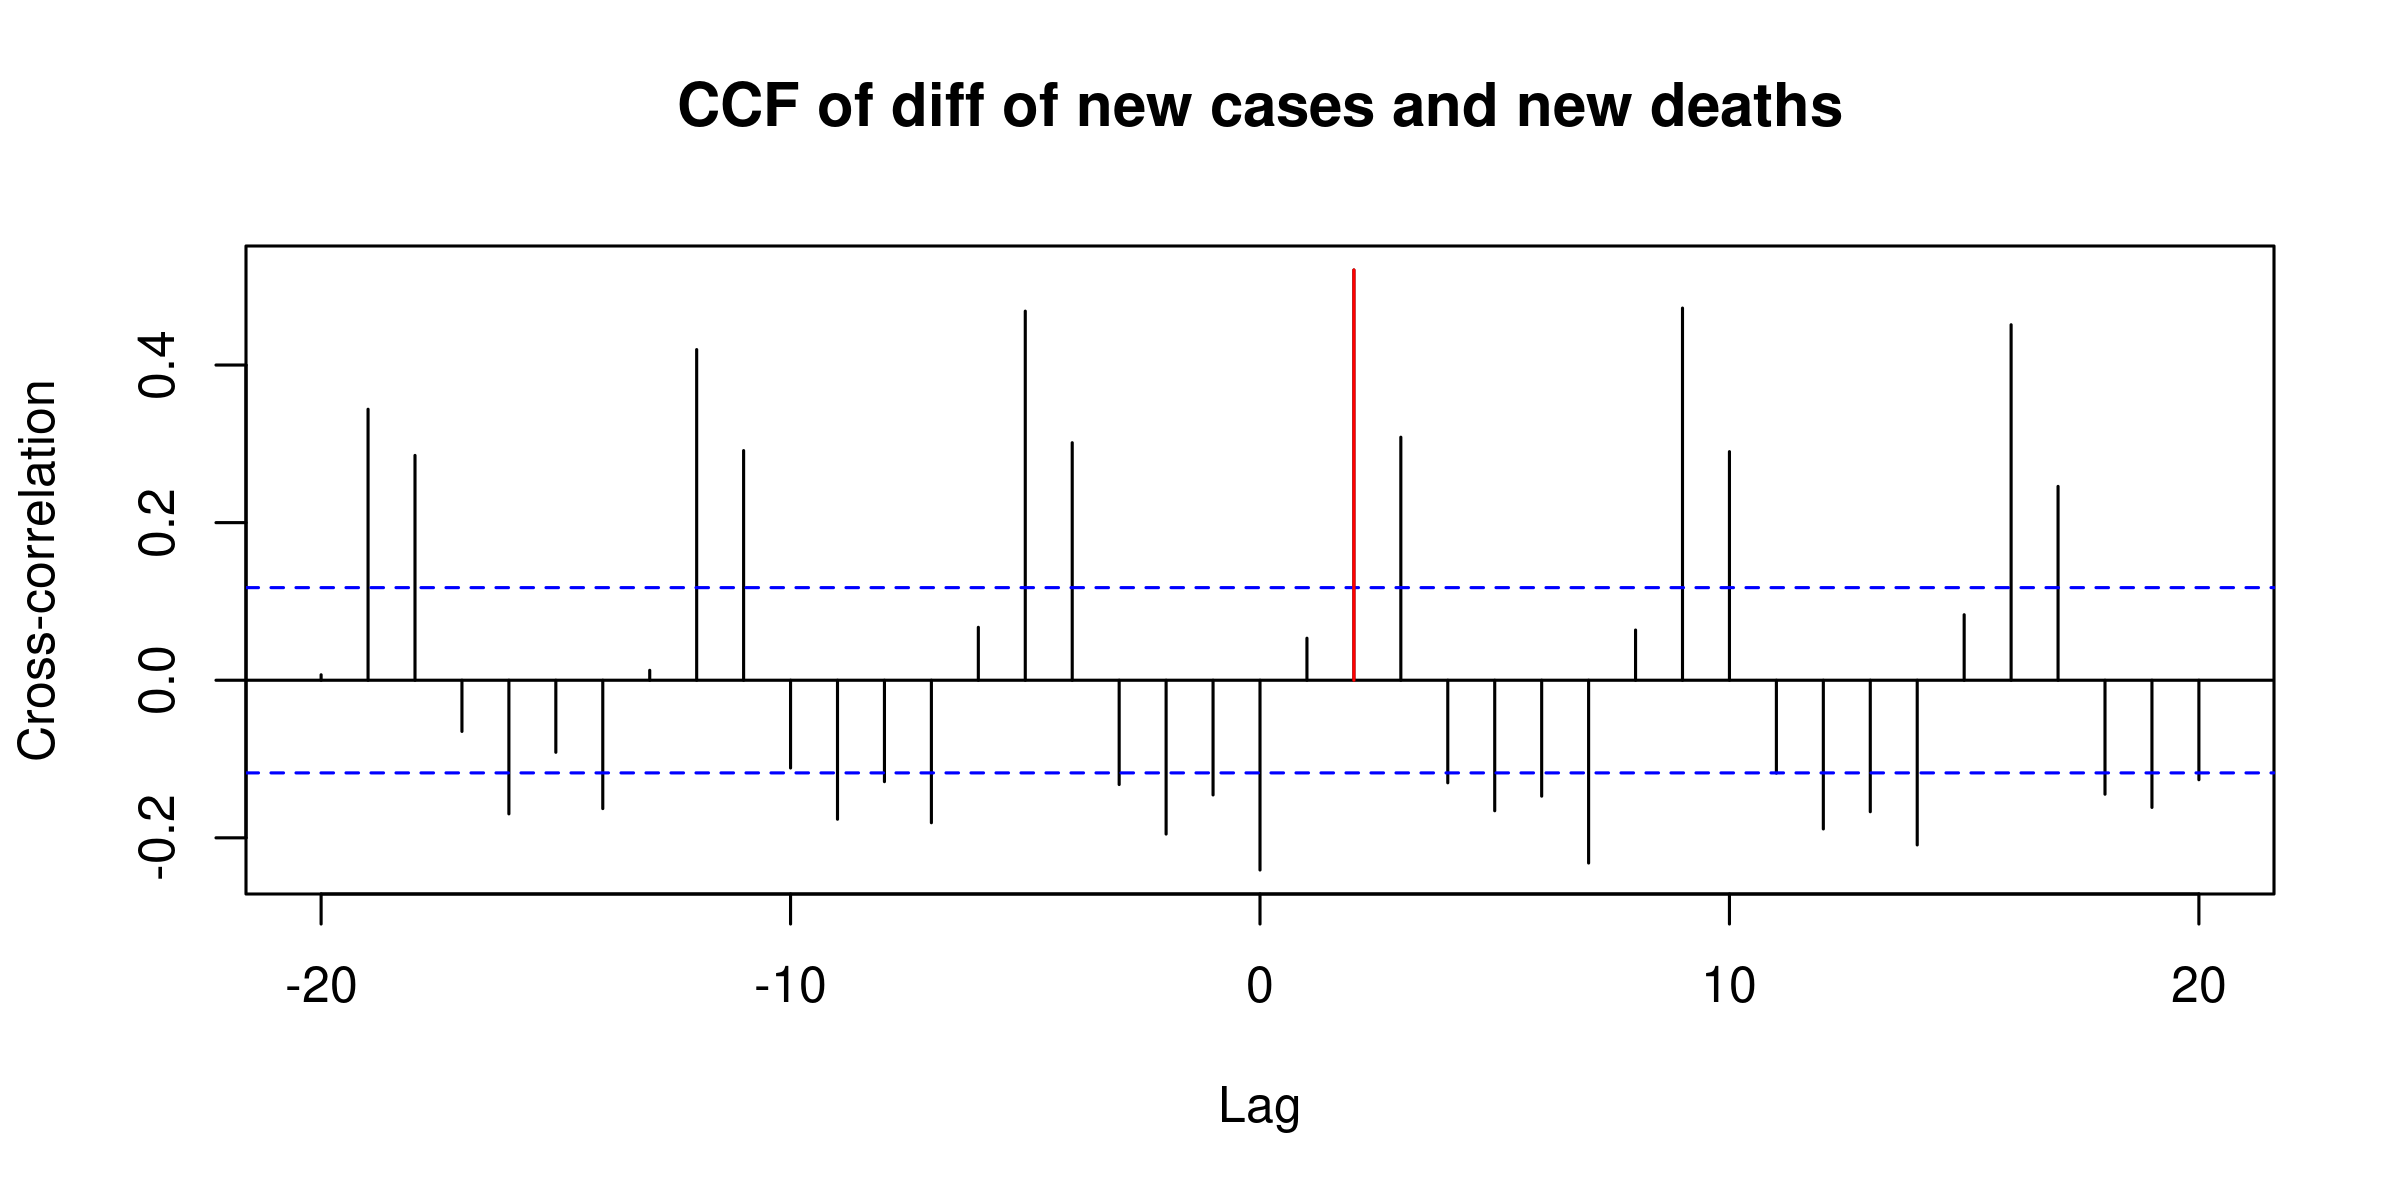 CCF of diff of new cases and new deaths
Cross-correlation
0.4
0.2
0.0
-0.2
-20 -10 0 10 20
Lag